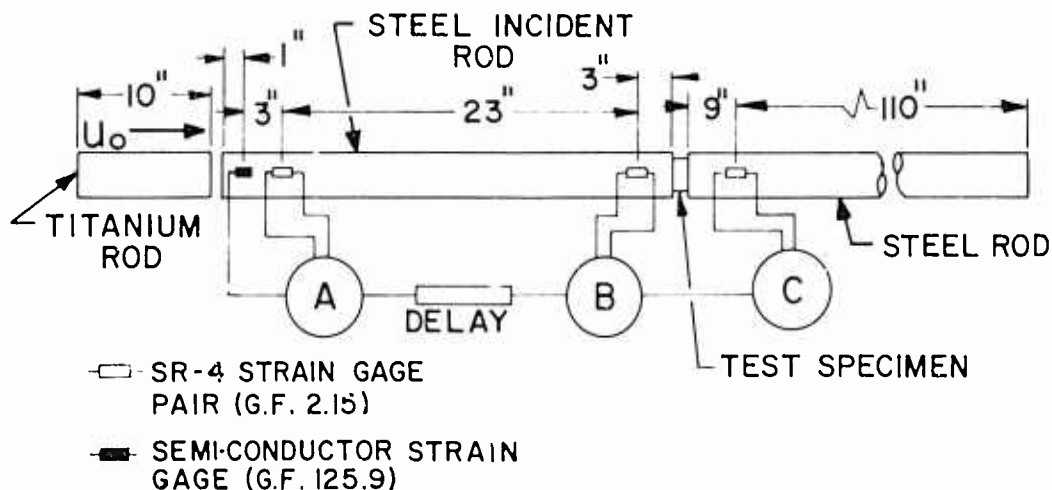 STEEL INCIDENT
ROD
1"
3"
10"
3"
23"
9"
110"
Uo
TITANIUM
ROD
STEEL ROD
A
B
C
DELAY
TEST SPECIMEN
SR-4 STRAIN GAGE
PAIR (G.F. 2.15)
SEMI-CONDUCTOR STRAIN
GAGE (G.F. 125.9)